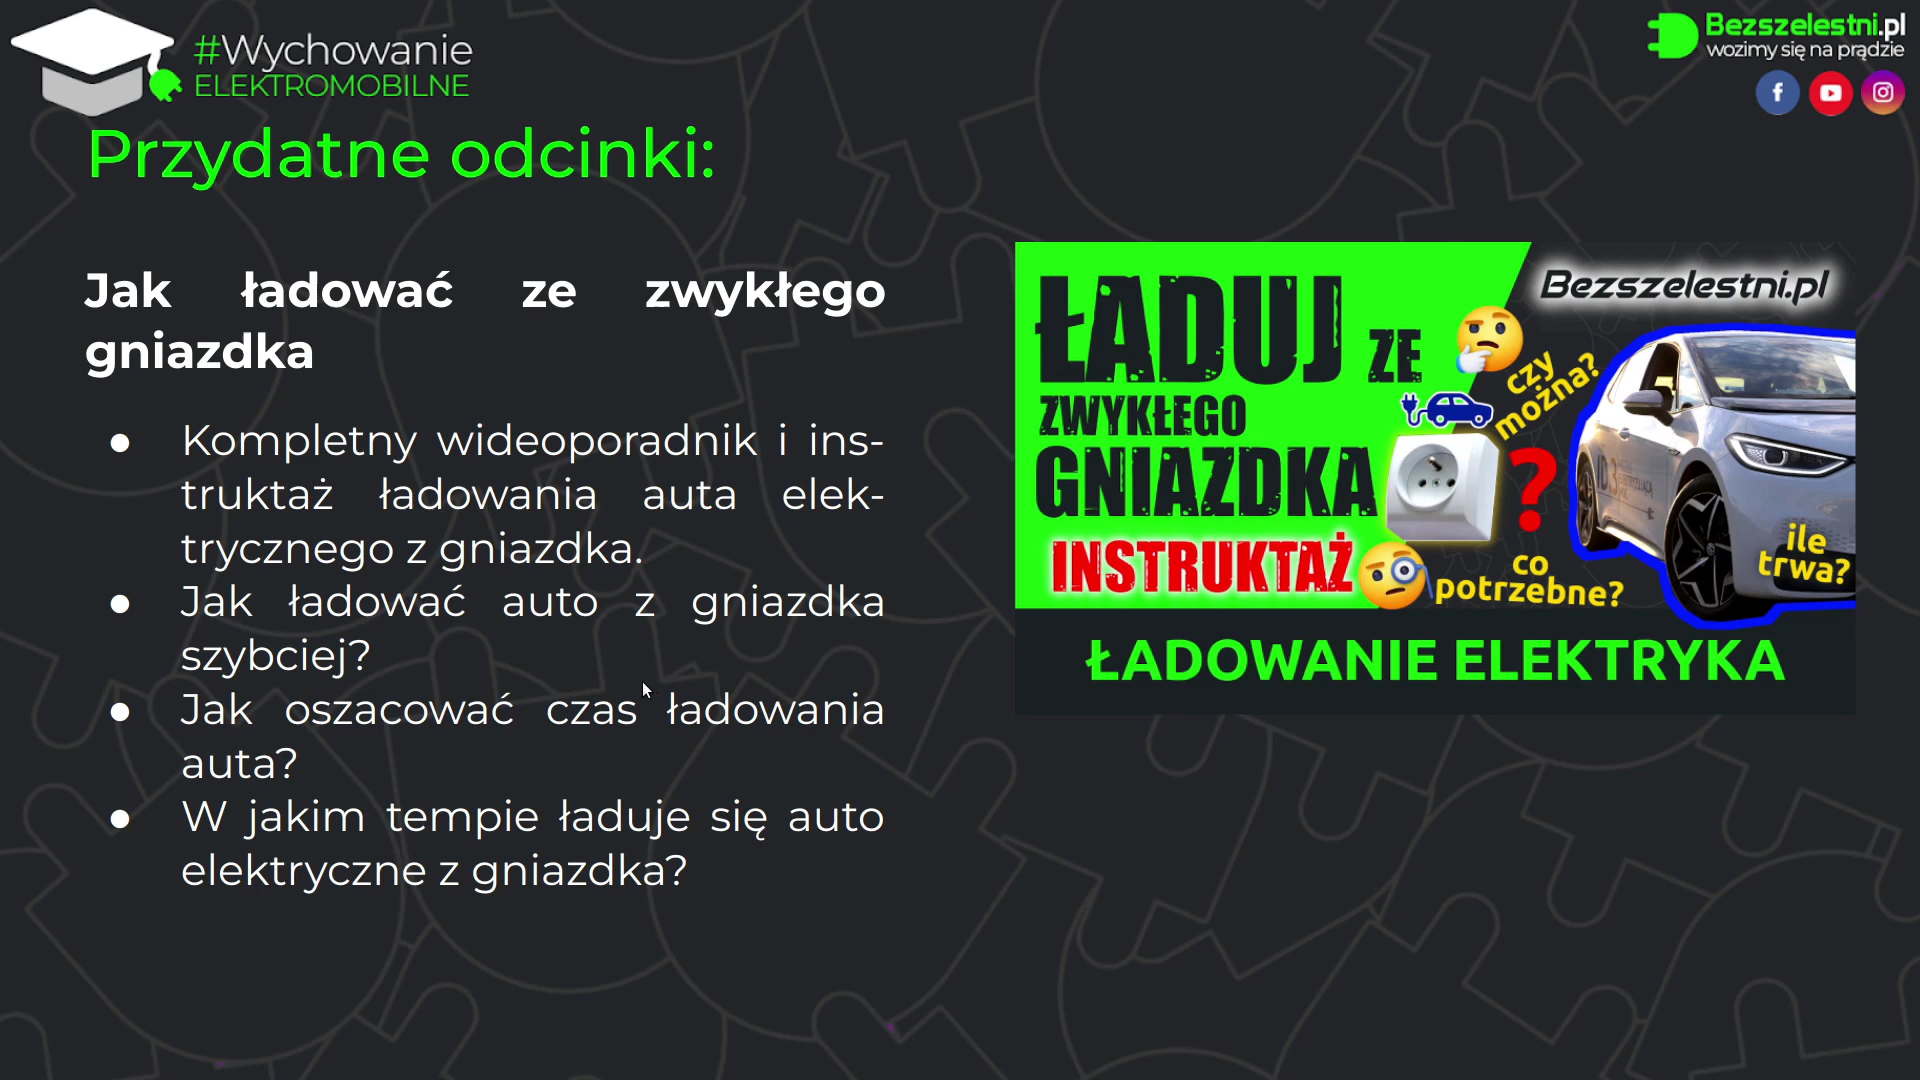 #Wychowanie
ELEKTROMOBILNE
Bezszelestni.pl
wozimy się na prądzie
Przydatne odcinki:
Jak ładować ze zwykłego
gniazdka
● Kompletny wideoporadnik i ins-
truktaż ładowania auta elek-
trycznego z gniazdka.
● Jak ładować auto z gniazdka
szybciej?
● Jak oszacować czas ładowania
auta?
● W jakim tempie ładuje się auto
elektryczne z gniazdka?
Bezszelestni.pl
ŁADUJ ZE
ZWYKŁEGO
GNIAZDKA
INSTRUKTAŻ
czy
można?
?
co
potrzebne?
ID.3
ile
trwa?
ŁADOWANIE ELEKTRYKA